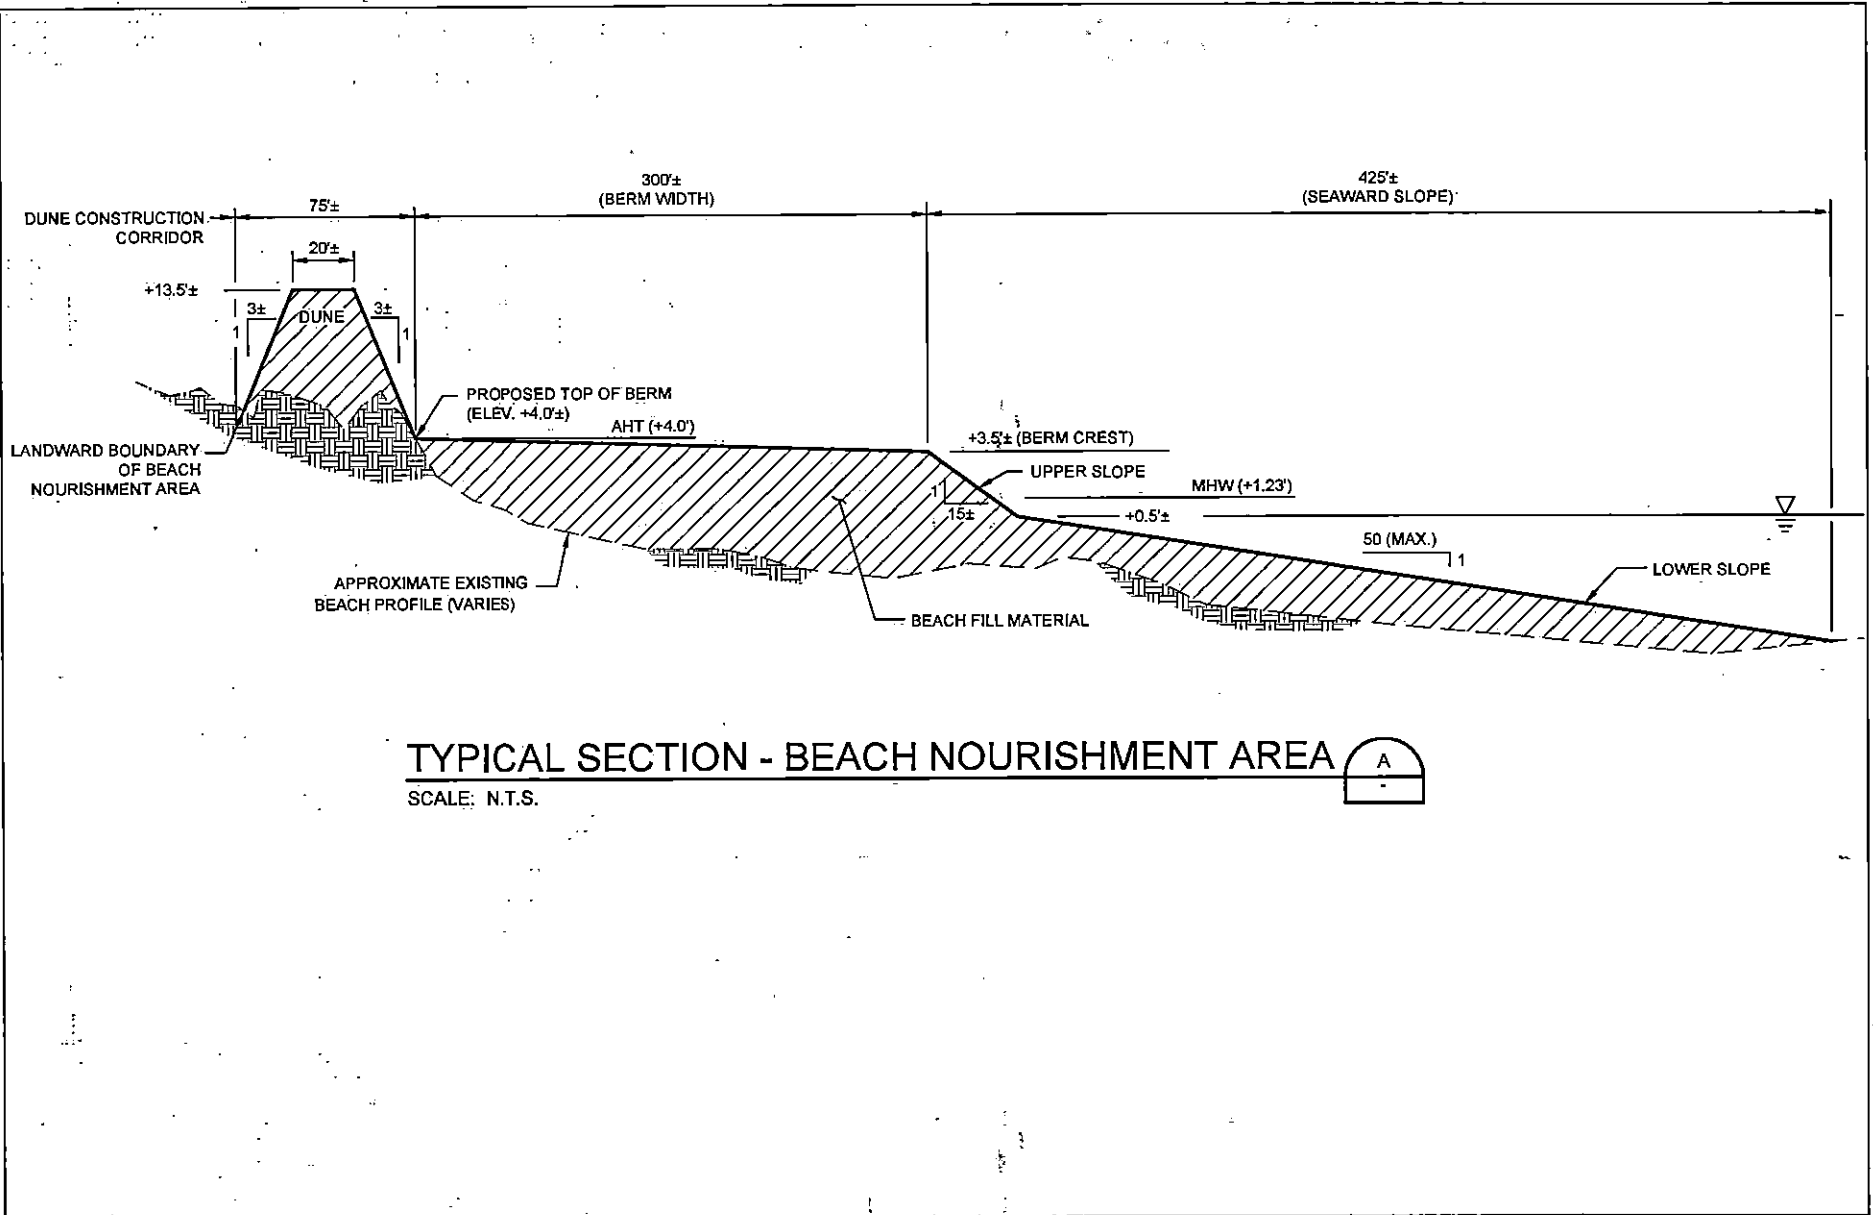 300'±
(BERM WIDTH)
425'±
(SEAWARD SLOPE)
75'±
DUNE CONSTRUCTION
CORRIDOR
20'±
+13.5'±
3±
1
DUNE
3±
1
PROPOSED TOP OF BERM
(ELEV. +4.0'±)
AHT (+4.0')
+3.5'± (BERM CREST)
LANDWARD BOUNDARY
OF BEACH
NOURISHMENT AREA
UPPER SLOPE
1
15±
MHW (+1.23')
+0.5'±
50 (MAX.)
1
LOWER SLOPE
APPROXIMATE EXISTING
BEACH PROFILE (VARIES)
BEACH FILL MATERIAL
TYPICAL SECTION - BEACH NOURISHMENT AREA
A
-
SCALE: N.T.S.